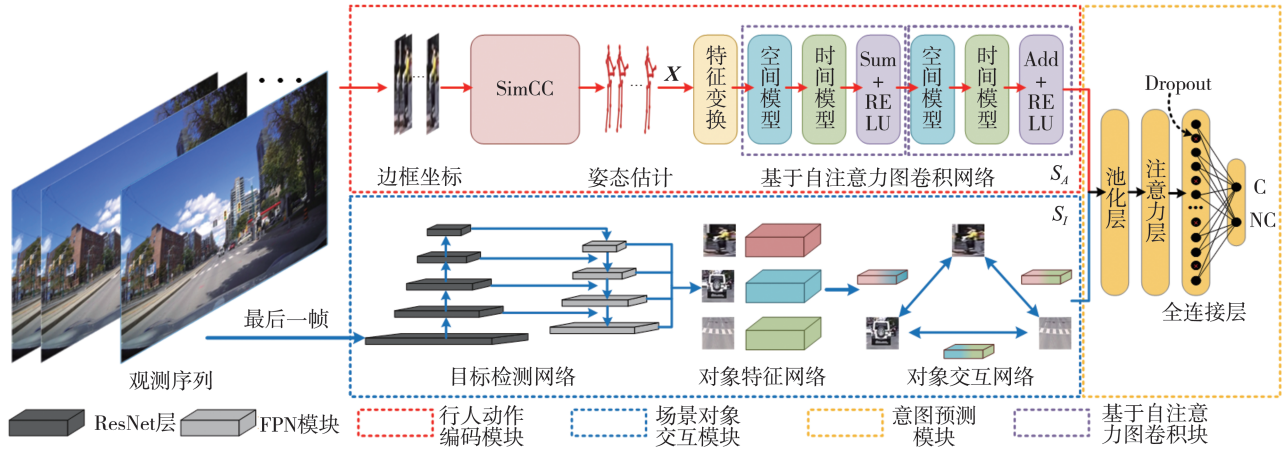 SimCC
X
特征变换
空间模型
时间模型
Sum
+
RE
LU
空间模型
时间模型
Add
+
RE
LU
边框坐标
姿态估计
基于自注意力图卷积网络
S_A
Dropout
池化层
注意力层
C
NC
全连接层
S_I
最后一帧
观测序列
目标检测网络
对象特征网络
对象交互网络
ResNet层
FPN模块
行人动作
编码模块
场景对象
交互模块
意图预测
模块
基于自注意
力图卷积块